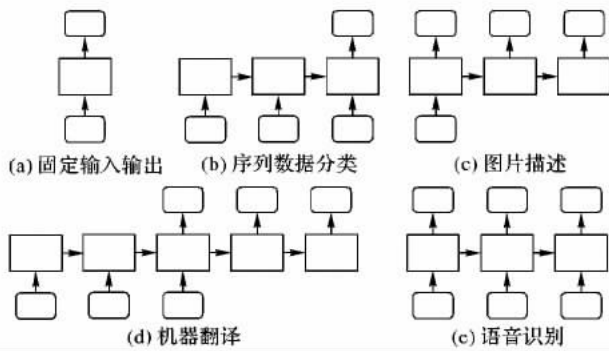 (a) 固定输入输出
(b) 序列数据分类
(c) 图片描述
(d) 机器翻译
(e) 语音识别